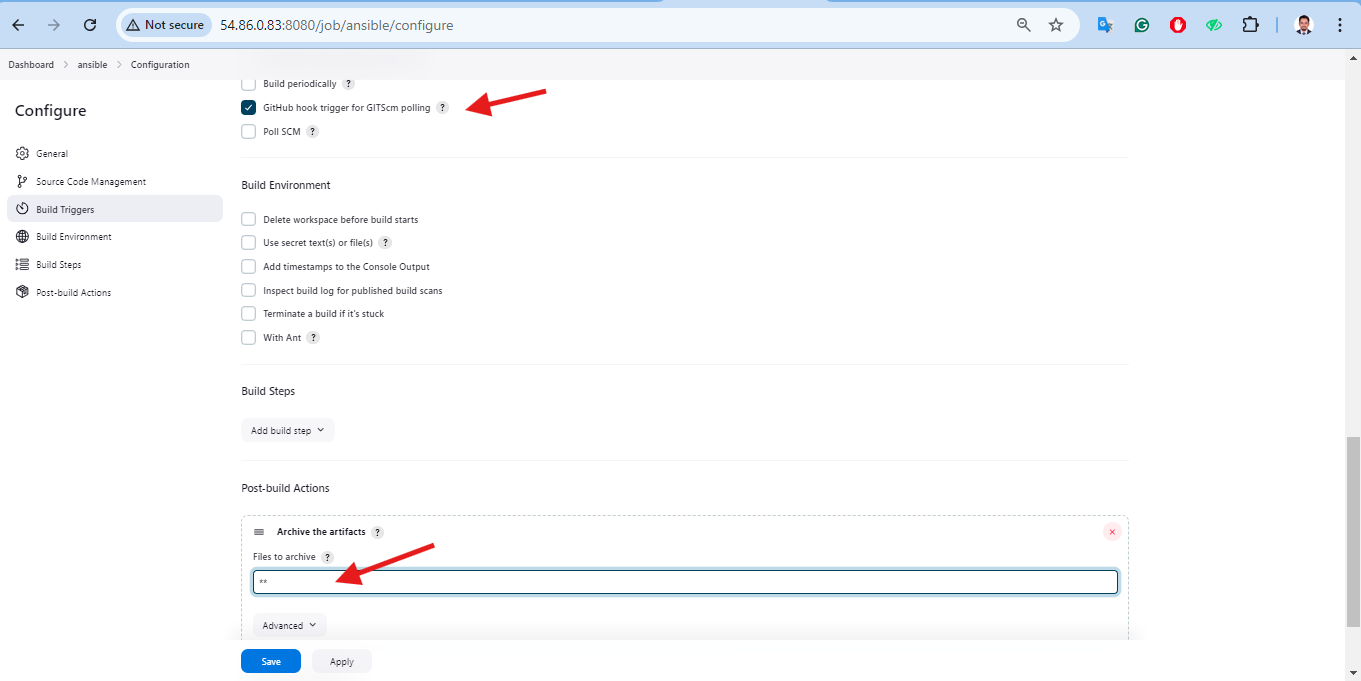 Not secure 54.86.0.83:8080/job/ansible/configure
Dashboard > ansible > Configuration
Configure
General
Source Code Management
Build Triggers
Build Environment
Build Steps
Post-build Actions
Build periodically ?
GitHub hook trigger for GITScm polling ?
Poll SCM ?
Build Environment
Delete workspace before build starts
Use secret text(s) or file(s) ?
Add timestamps to the Console Output
Inspect build log for published build scans
Terminate a build if it's stuck
With Ant ?
Build Steps
Add build step
Post-build Actions
Archive the artifacts ?
Files to archive ?
**
Advanced
Save Apply